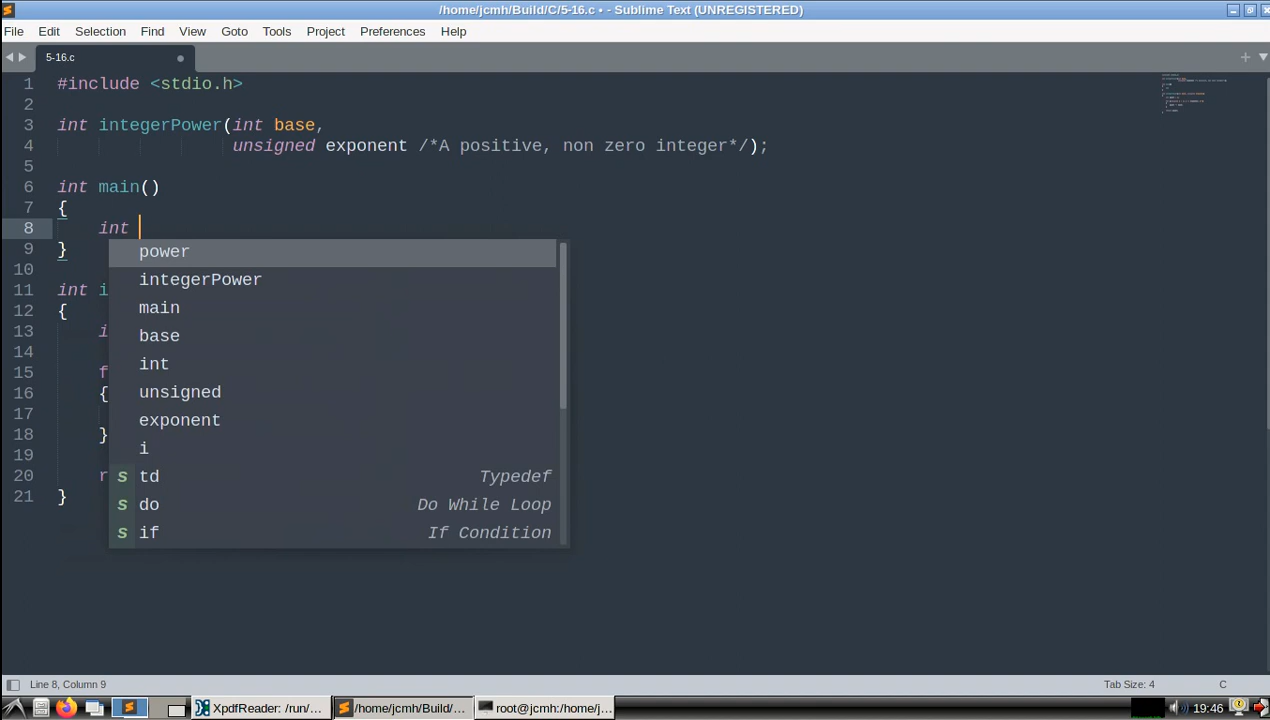 /home/jcmh/Build/C/5-16.c • - Sublime Text (UNREGISTERED)
File Edit Selection Find View Goto Tools Project Preferences Help
5-16.c
1 #include <stdio.h>
2
3 int integerPower(int base,
4 unsigned exponent /*A positive, non zero integer*/);
5
6 int main()
7 {
8 int
9 }
10
11 int i
12 {
13 i
14
15 f
16 {
17
18 }
19
20 r
21 }
power
integerPower
main
base
int
unsigned
exponent
i
s td Typedef
s do Do While Loop
s if If Condition
Line 8, Column 9 Tab Size: 4 C
XpdfReader: /run/... /home/jcmh/Build/... root@jcmh:/home/j... 19:46